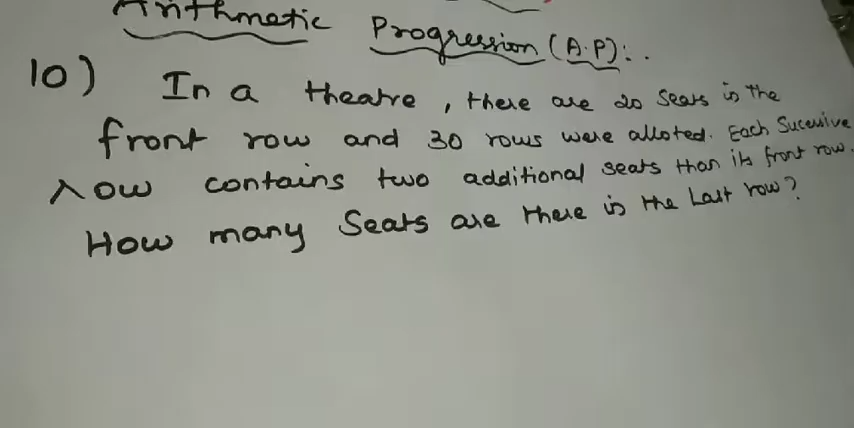 Arithmetic Progression (A.P):.
10) In a theatre, there are 20 seats in the
front row and 30 rows were alloted. Each Sucessive
row contains two additional seats than its front row.
How many Seats are there in the Last row?